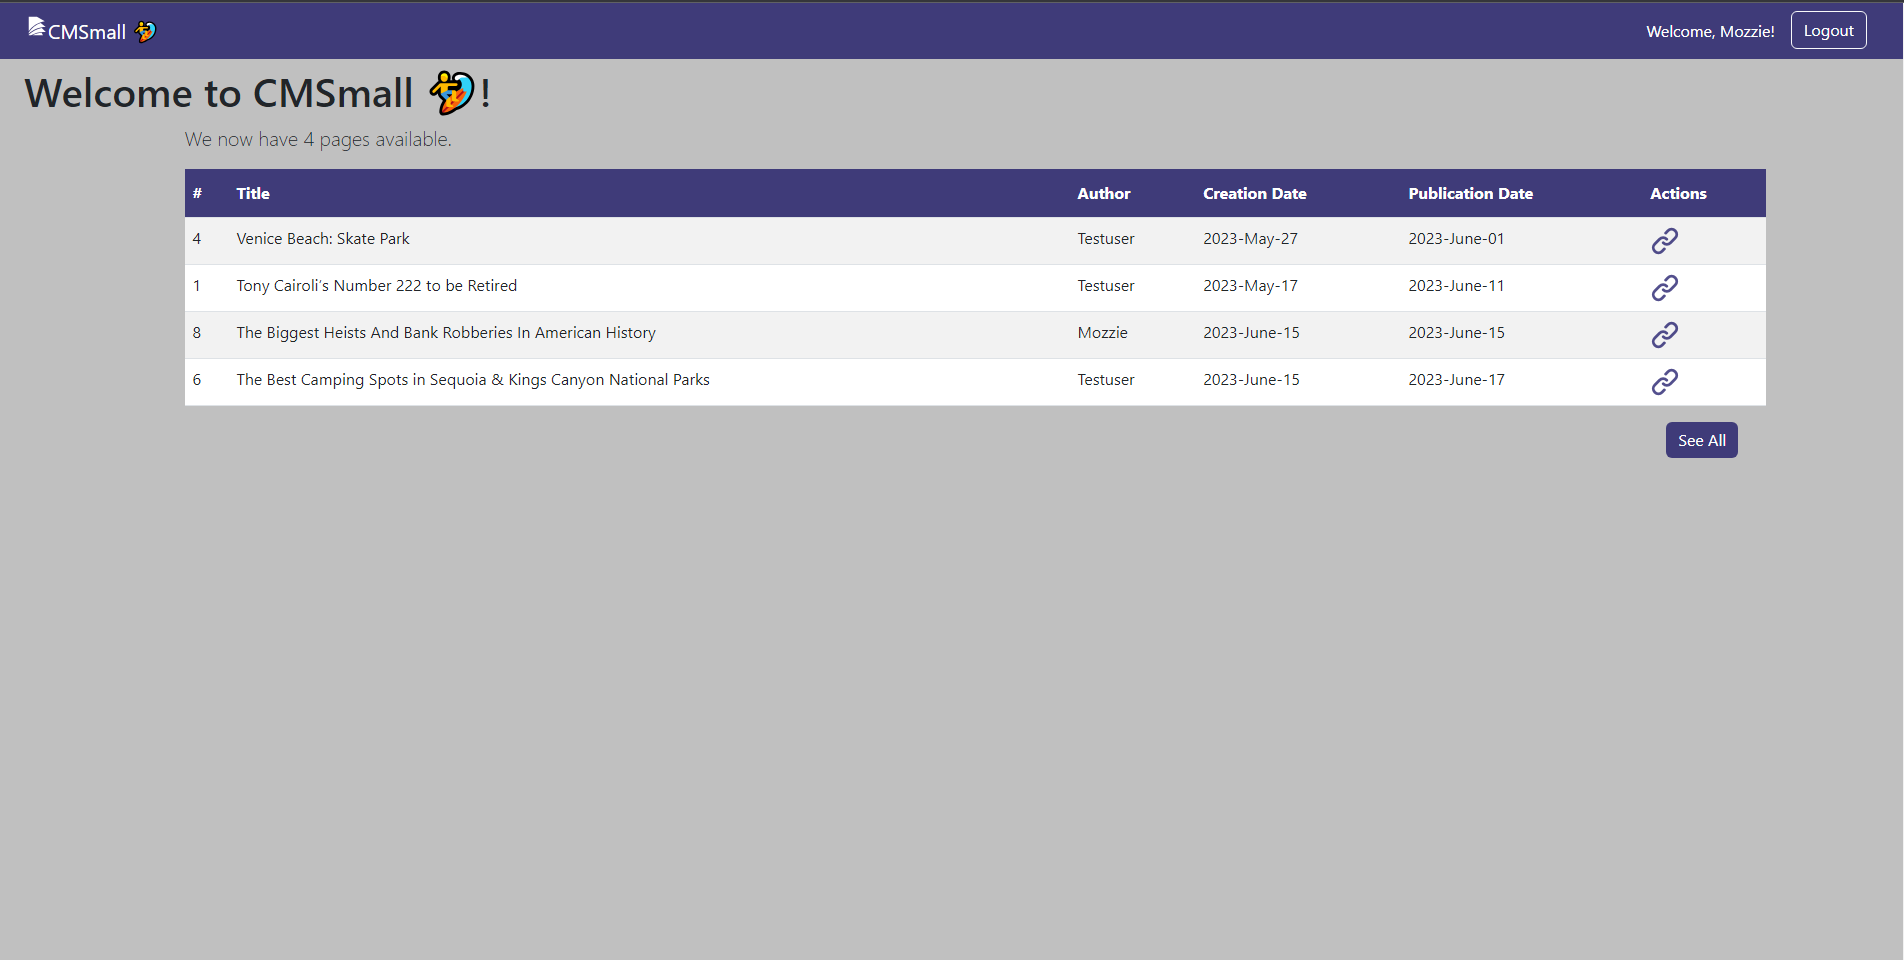 CMSmall 🏄 Welcome, Mozzie! Logout
Welcome to CMSmall 🏄!
We now have 4 pages available.
# Title Author Creation Date Publication Date Actions
4 Venice Beach: Skate Park Testuser 2023-May-27 2023-June-01
1 Tony Cairoli's Number 222 to be Retired Testuser 2023-May-17 2023-June-11
8 The Biggest Heists And Bank Robberies In American History Mozzie 2023-June-15 2023-June-15
6 The Best Camping Spots in Sequoia & Kings Canyon National Parks Testuser 2023-June-15 2023-June-17
See All